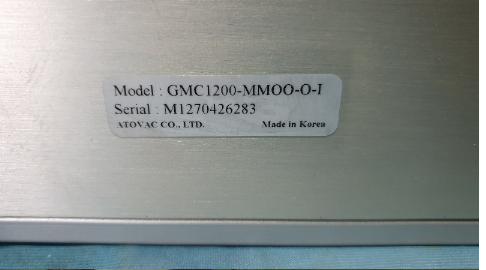 Model : GMC1200-MMOO-O-I
Serial : M1270426283
ATOVAC CO., LTD. Made in Korea